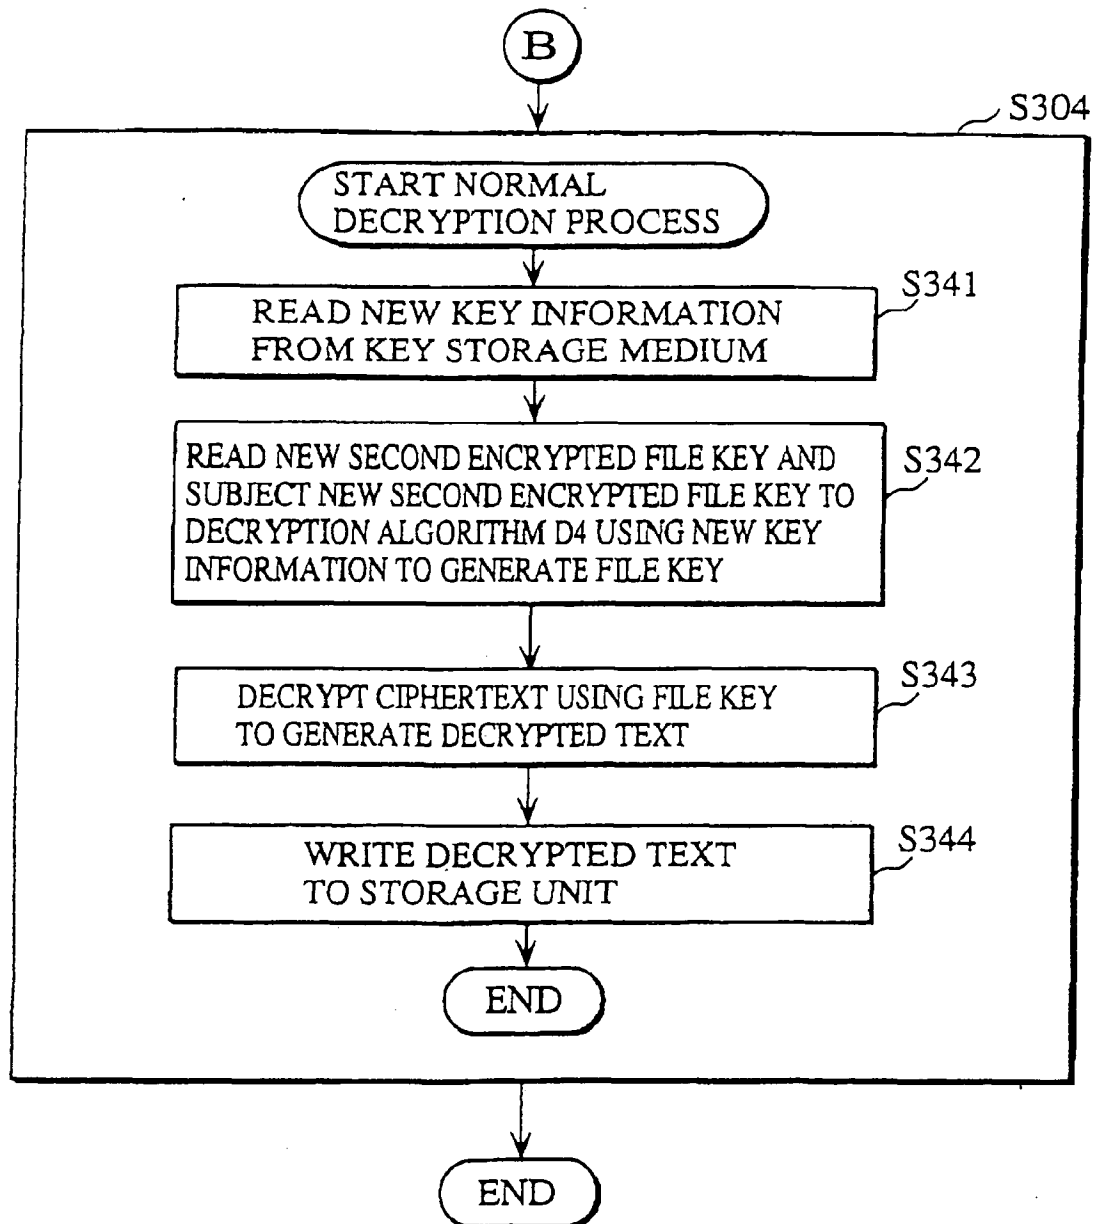 B
S304
START NORMAL
DECRYPTION PROCESS
S341
READ NEW KEY INFORMATION
FROM KEY STORAGE MEDIUM
S342
READ NEW SECOND ENCRYPTED FILE KEY AND
SUBJECT NEW SECOND ENCRYPTED FILE KEY TO
DECRYPTION ALGORITHM D4 USING NEW KEY
INFORMATION TO GENERATE FILE KEY
S343
DECRYPT CIPHERTEXT USING FILE KEY
TO GENERATE DECRYPTED TEXT
S344
WRITE DECRYPTED TEXT
TO STORAGE UNIT
END
END